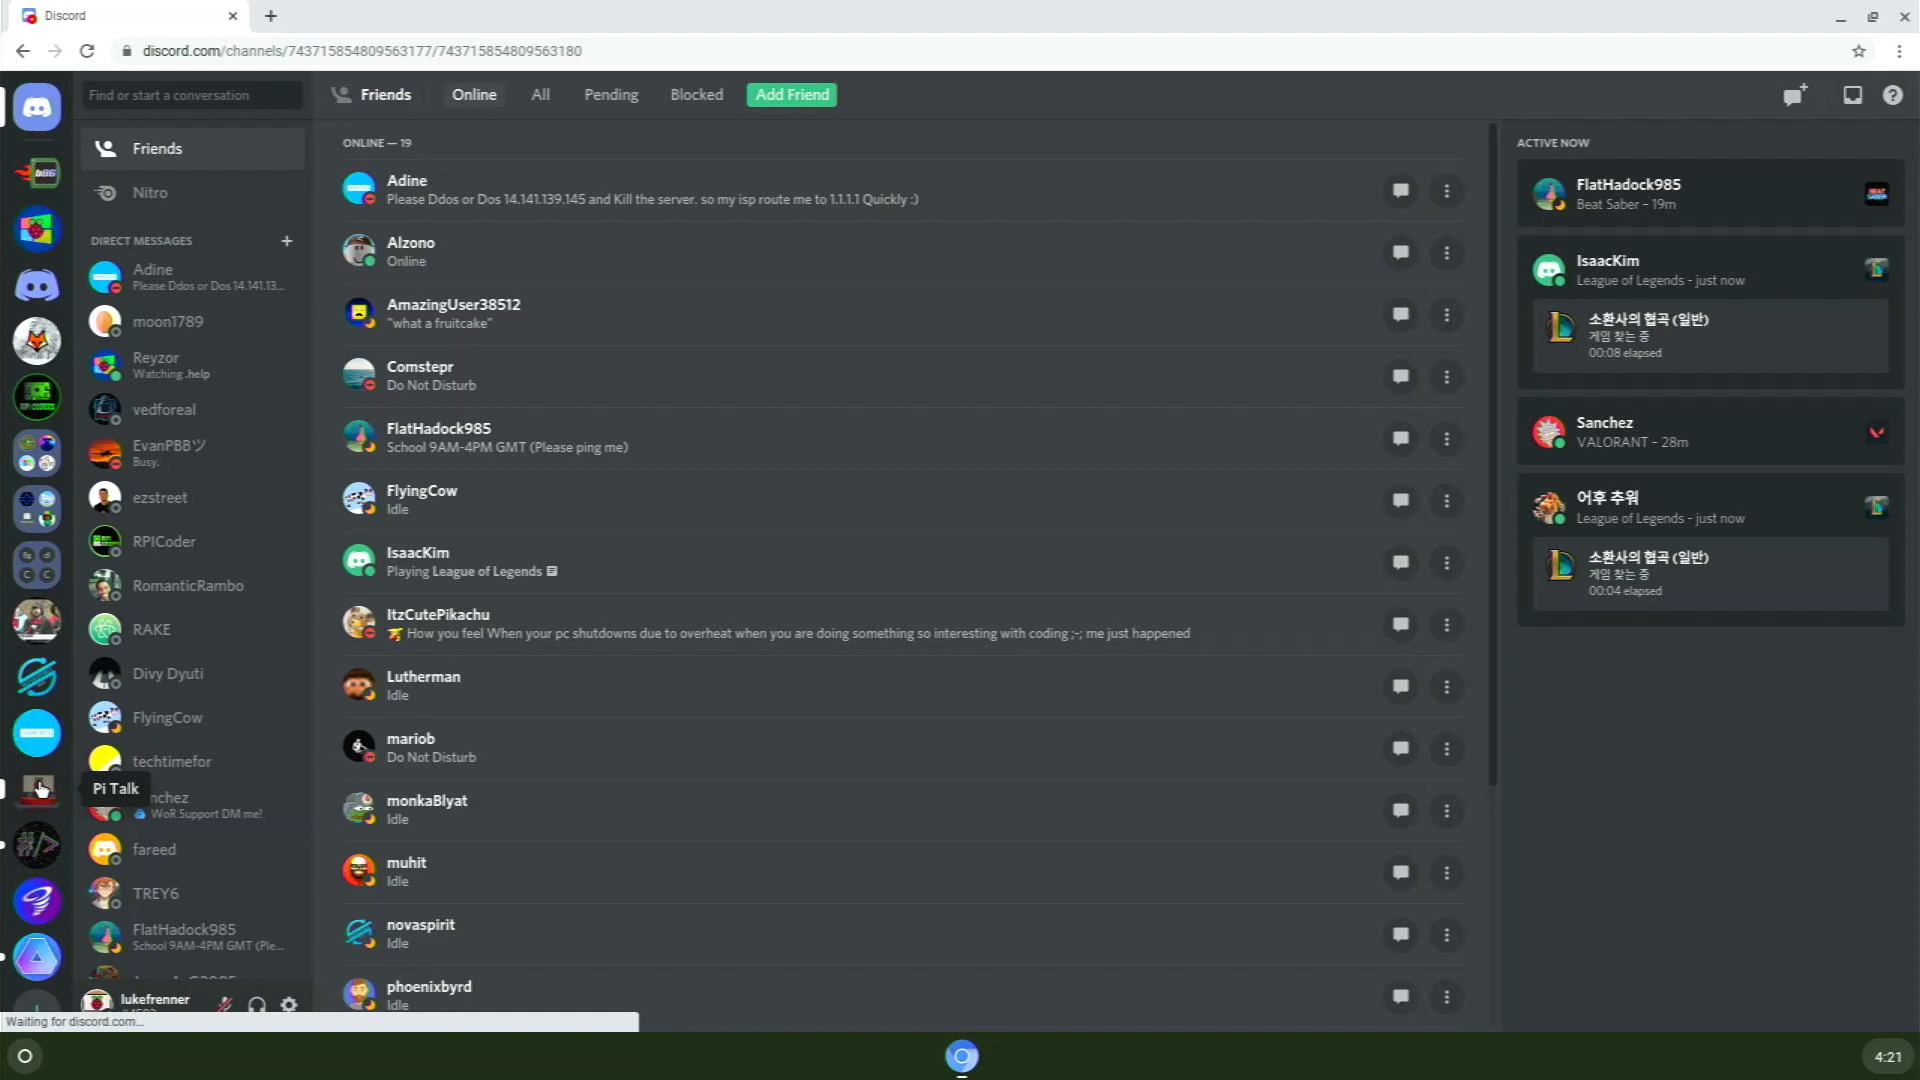 Discord
discord.com/channels/743715854809563177/743715854809563180
Find or start a conversation
Friends
Online
All
Pending
Blocked
Add Friend
Friends
Nitro
DIRECT MESSAGES
Adine
Please Ddos or Dos 14.141.13...
moon1789
Reyzor
Watching .help
vedforeal
EvanPBBツ
Busy.
ezstreet
RPICoder
RomanticRambo
RAKE
Divy Dyuti
FlyingCow
techtimefor
Pi Talk
WoR Support DM me!
fareed
TREY6
FlatHadock985
School 9AM-4PM GMT (Ple...
lukefrenner
Waiting for discord.com...
ONLINE — 19
Adine
Please Ddos or Dos 14.141.139.145 and Kill the server. so my isp route me to 1.1.1.1 Quickly :)
Alzono
Online
AmazingUser38512
"what a fruitcake"
Comstepr
Do Not Disturb
FlatHadock985
School 9AM-4PM GMT (Please ping me)
FlyingCow
Idle
IsaacKim
Playing League of Legends
ItzCutePikachu
How you feel When your pc shutdowns due to overheat when you are doing something so interesting with coding ;-; me just happened
Lutherman
Idle
mariob
Do Not Disturb
monkaBlyat
Idle
muhit
Idle
novaspirit
Idle
phoenixbyrd
Idle
ACTIVE NOW
FlatHadock985
Beat Saber - 19m
IsaacKim
League of Legends - just now
소환사의 협곡 (일반)
게임 찾는 중
00:08 elapsed
Sanchez
VALORANT - 28m
어후 추워
League of Legends - just now
소환사의 협곡 (일반)
게임 찾는 중
00:04 elapsed
4:21